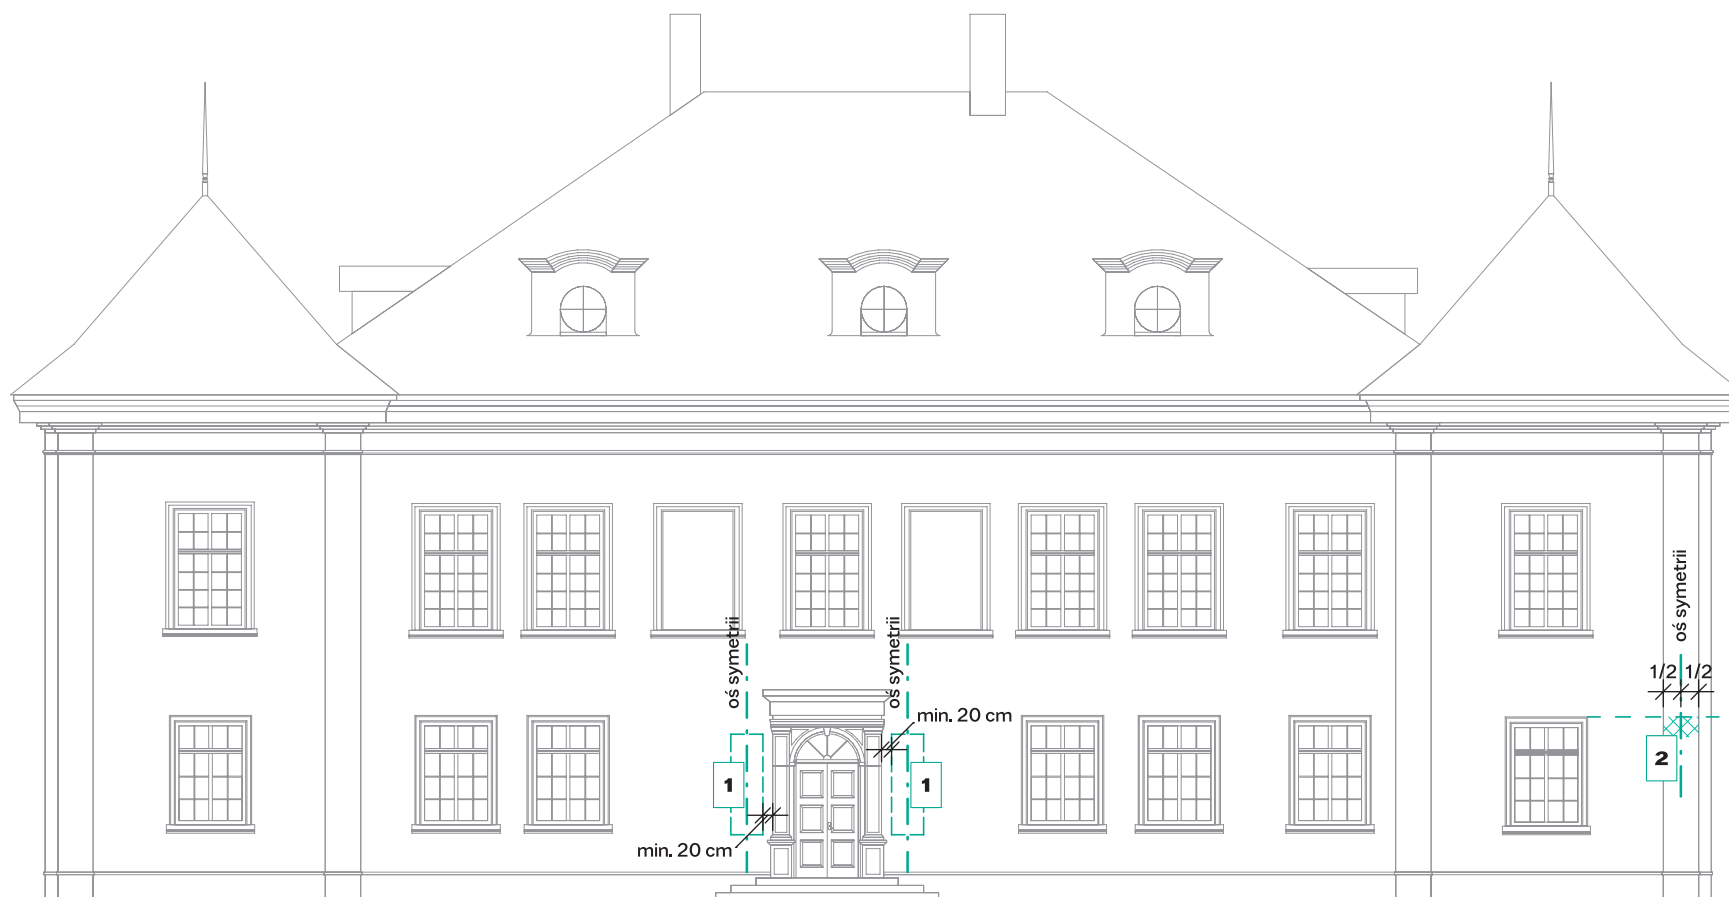 oś symetrii
oś symetrii
oś symetrii
1/2 1/2
min. 20 cm
2
1
1
min. 20 cm